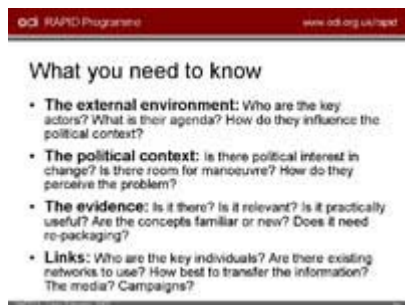 odi RAPID Programme
www.odi.org.uk/rapid
What you need to know
• The external environment: Who are the key
actors? What is their agenda? How do they influence the
political context?
• The political context: Is there political interest in
change? Is there room for manoeuvre? How do they
perceive the problem?
• The evidence: Is it there? Is it relevant? Is it practically
useful? Are the concepts familiar or new? Does it need
re-packaging?
• Links: Who are the key individuals? Are there existing
networks to use? How best to transfer the information?
The media? Campaigns?